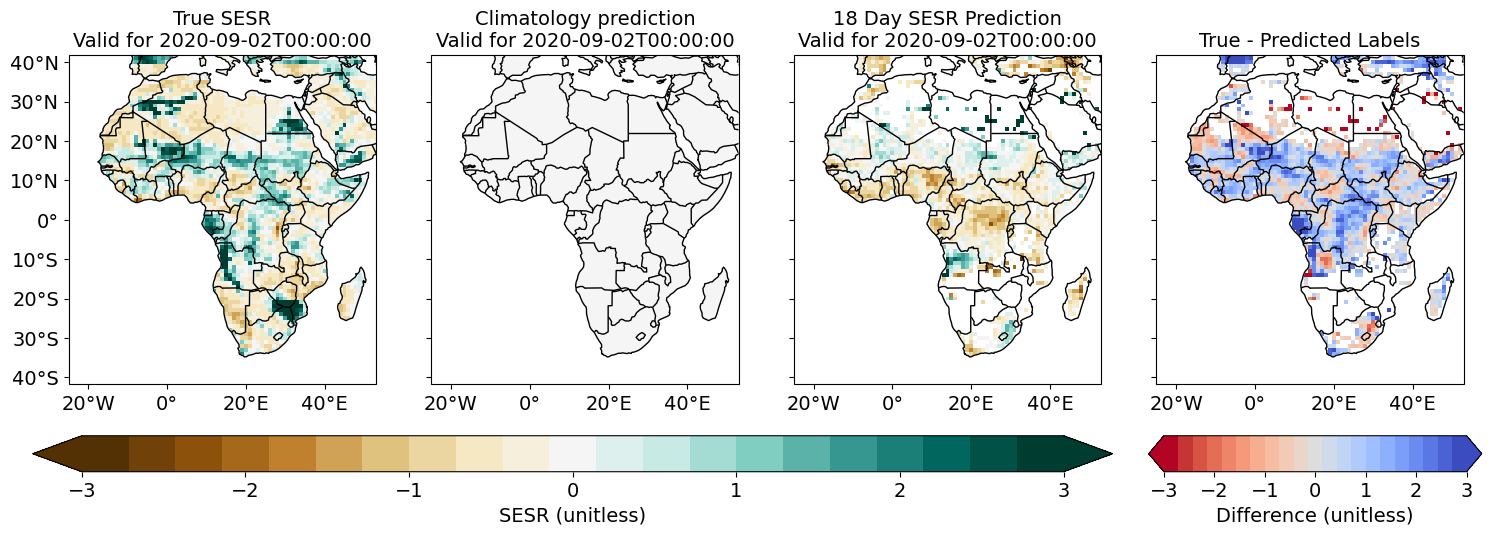 True SESR
Valid for 2020-09-02T00:00:00
Climatology prediction
Valid for 2020-09-02T00:00:00
18 Day SESR Prediction
Valid for 2020-09-02T00:00:00
True - Predicted Labels
40°N
30°N
20°N
10°N
0°
10°S
20°S
30°S
40°S
20°W 0° 20°E 40°E
20°W 0° 20°E 40°E
20°W 0° 20°E 40°E
20°W 0° 20°E 40°E
−3 −2 −1 0 1 2 3
SESR (unitless)
−3 −2 −1 0 1 2 3
Difference (unitless)